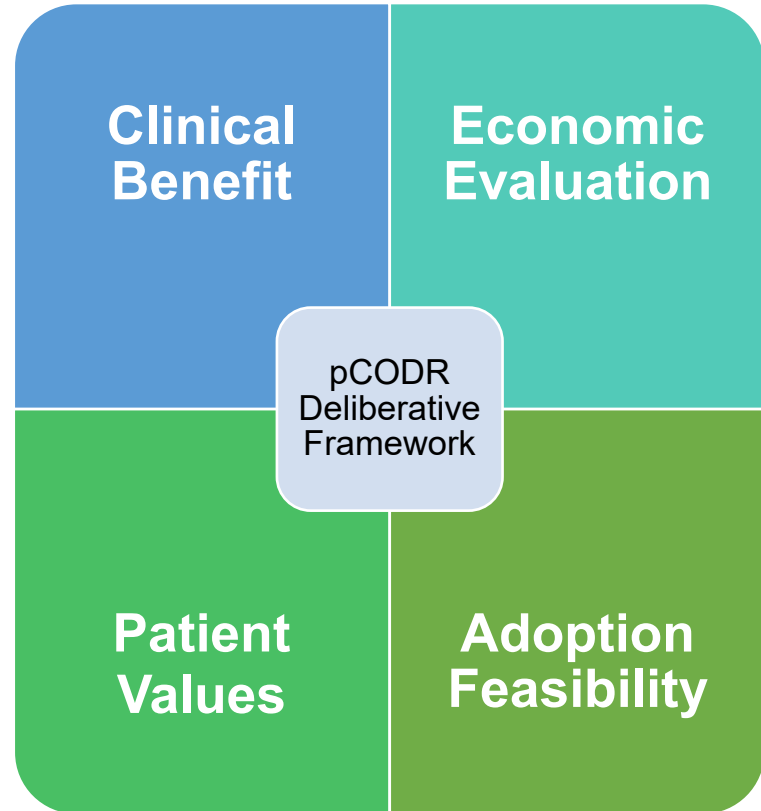 Clinical
Benefit
Economic
Evaluation
pCODR
Deliberative
Framework
Patient
Values
Adoption
Feasibility